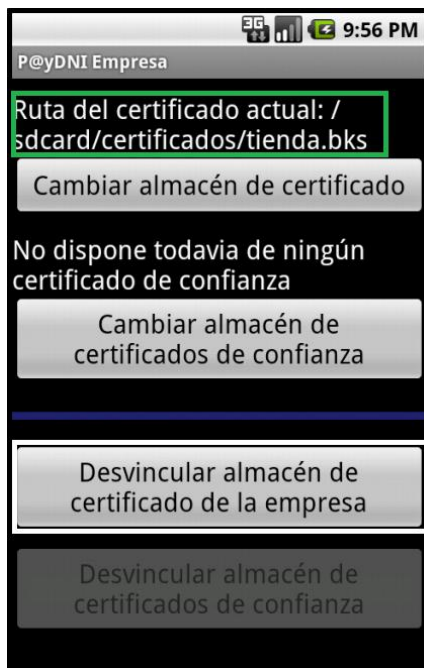 3G 9:56 PM
P@yDNI Empresa
Ruta del certificado actual: /
sdcard/certificados/tienda.bks
Cambiar almacén de certificado
No dispone todavia de ningún
certificado de confianza
Cambiar almacén de
certificados de confianza
Desvincular almacén de
certificado de la empresa
Desvincular almacén de
certificados de confianza